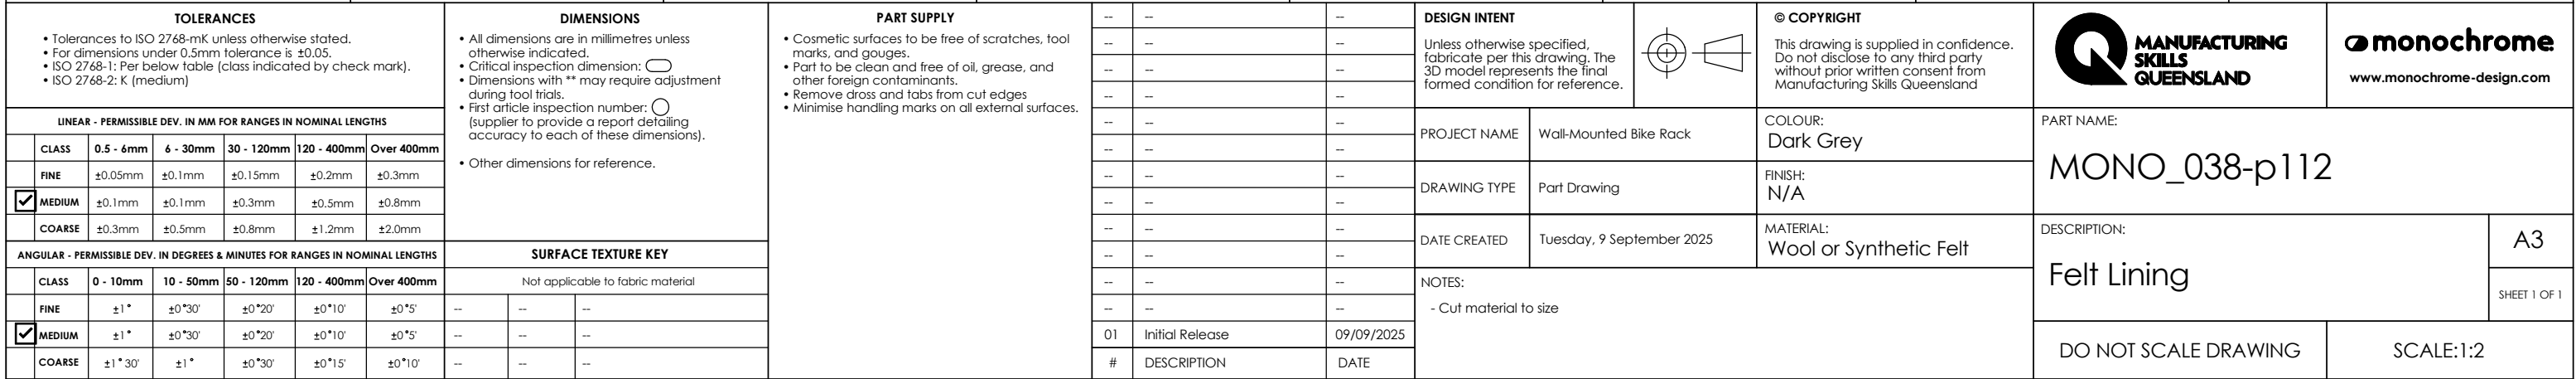 TOLERANCES
• Tolerances to ISO 2768-mK unless otherwise stated.
• For dimensions under 0.5mm tolerance is ±0.05.
• ISO 2768-1: Per below table (class indicated by check mark).
• ISO 2768-2: K (medium)
LINEAR - PERMISSIBLE DEV. IN MM FOR RANGES IN NOMINAL LENGTHS
CLASS 0.5 - 6mm 6 - 30mm 30 - 120mm 120 - 400mm Over 400mm
FINE ±0.05mm ±0.1mm ±0.15mm ±0.2mm ±0.3mm
MEDIUM ±0.1mm ±0.1mm ±0.3mm ±0.5mm ±0.8mm
COARSE ±0.3mm ±0.5mm ±0.8mm ±1.2mm ±2.0mm
ANGULAR - PERMISSIBLE DEV. IN DEGREES & MINUTES FOR RANGES IN NOMINAL LENGTHS
CLASS 0 - 10mm 10 - 50mm 50 - 120mm 120 - 400mm Over 400mm
FINE ±1° ±0°30' ±0°20' ±0°10' ±0°5'
MEDIUM ±1° ±0°30' ±0°20' ±0°10' ±0°5'
COARSE ±1° 30' ±1° ±0°30' ±0°15' ±0°10'
DIMENSIONS
• All dimensions are in millimetres unless
otherwise indicated.
• Critical inspection dimension:
• Dimensions with ** may require adjustment
during tool trials.
• First article inspection number:
(supplier to provide a report detailing
accuracy to each of these dimensions).
• Other dimensions for reference.
SURFACE TEXTURE KEY
Not applicable to fabric material
-- -- --
-- -- --
-- -- --
PART SUPPLY
• Cosmetic surfaces to be free of scratches, tool
marks, and gouges.
• Part to be clean and free of oil, grease, and
other foreign contaminants.
• Remove dross and tabs from cut edges
• Minimise handling marks on all external surfaces.
-- -- --
-- -- --
-- -- --
-- -- --
-- -- --
-- -- --
-- -- --
-- -- --
-- -- --
-- -- --
-- -- --
-- -- --
01 Initial Release 09/09/2025
# DESCRIPTION DATE
DESIGN INTENT
Unless otherwise specified,
fabricate per this drawing. The
3D model represents the final
formed condition for reference.
© COPYRIGHT
This drawing is supplied in confidence.
Do not disclose to any third party
without prior written consent from
Manufacturing Skills Queensland
MANUFACTURING
SKILLS
QUEENSLAND
monochrome
www.monochrome-design.com
PROJECT NAME Wall-Mounted Bike Rack
DRAWING TYPE Part Drawing
DATE CREATED Tuesday, 9 September 2025
COLOUR:
Dark Grey
FINISH:
N/A
MATERIAL:
Wool or Synthetic Felt
NOTES:
- Cut material to size
PART NAME:
MONO_038-p112
DESCRIPTION:
Felt Lining
A3
SHEET 1 OF 1
DO NOT SCALE DRAWING
SCALE:1:2